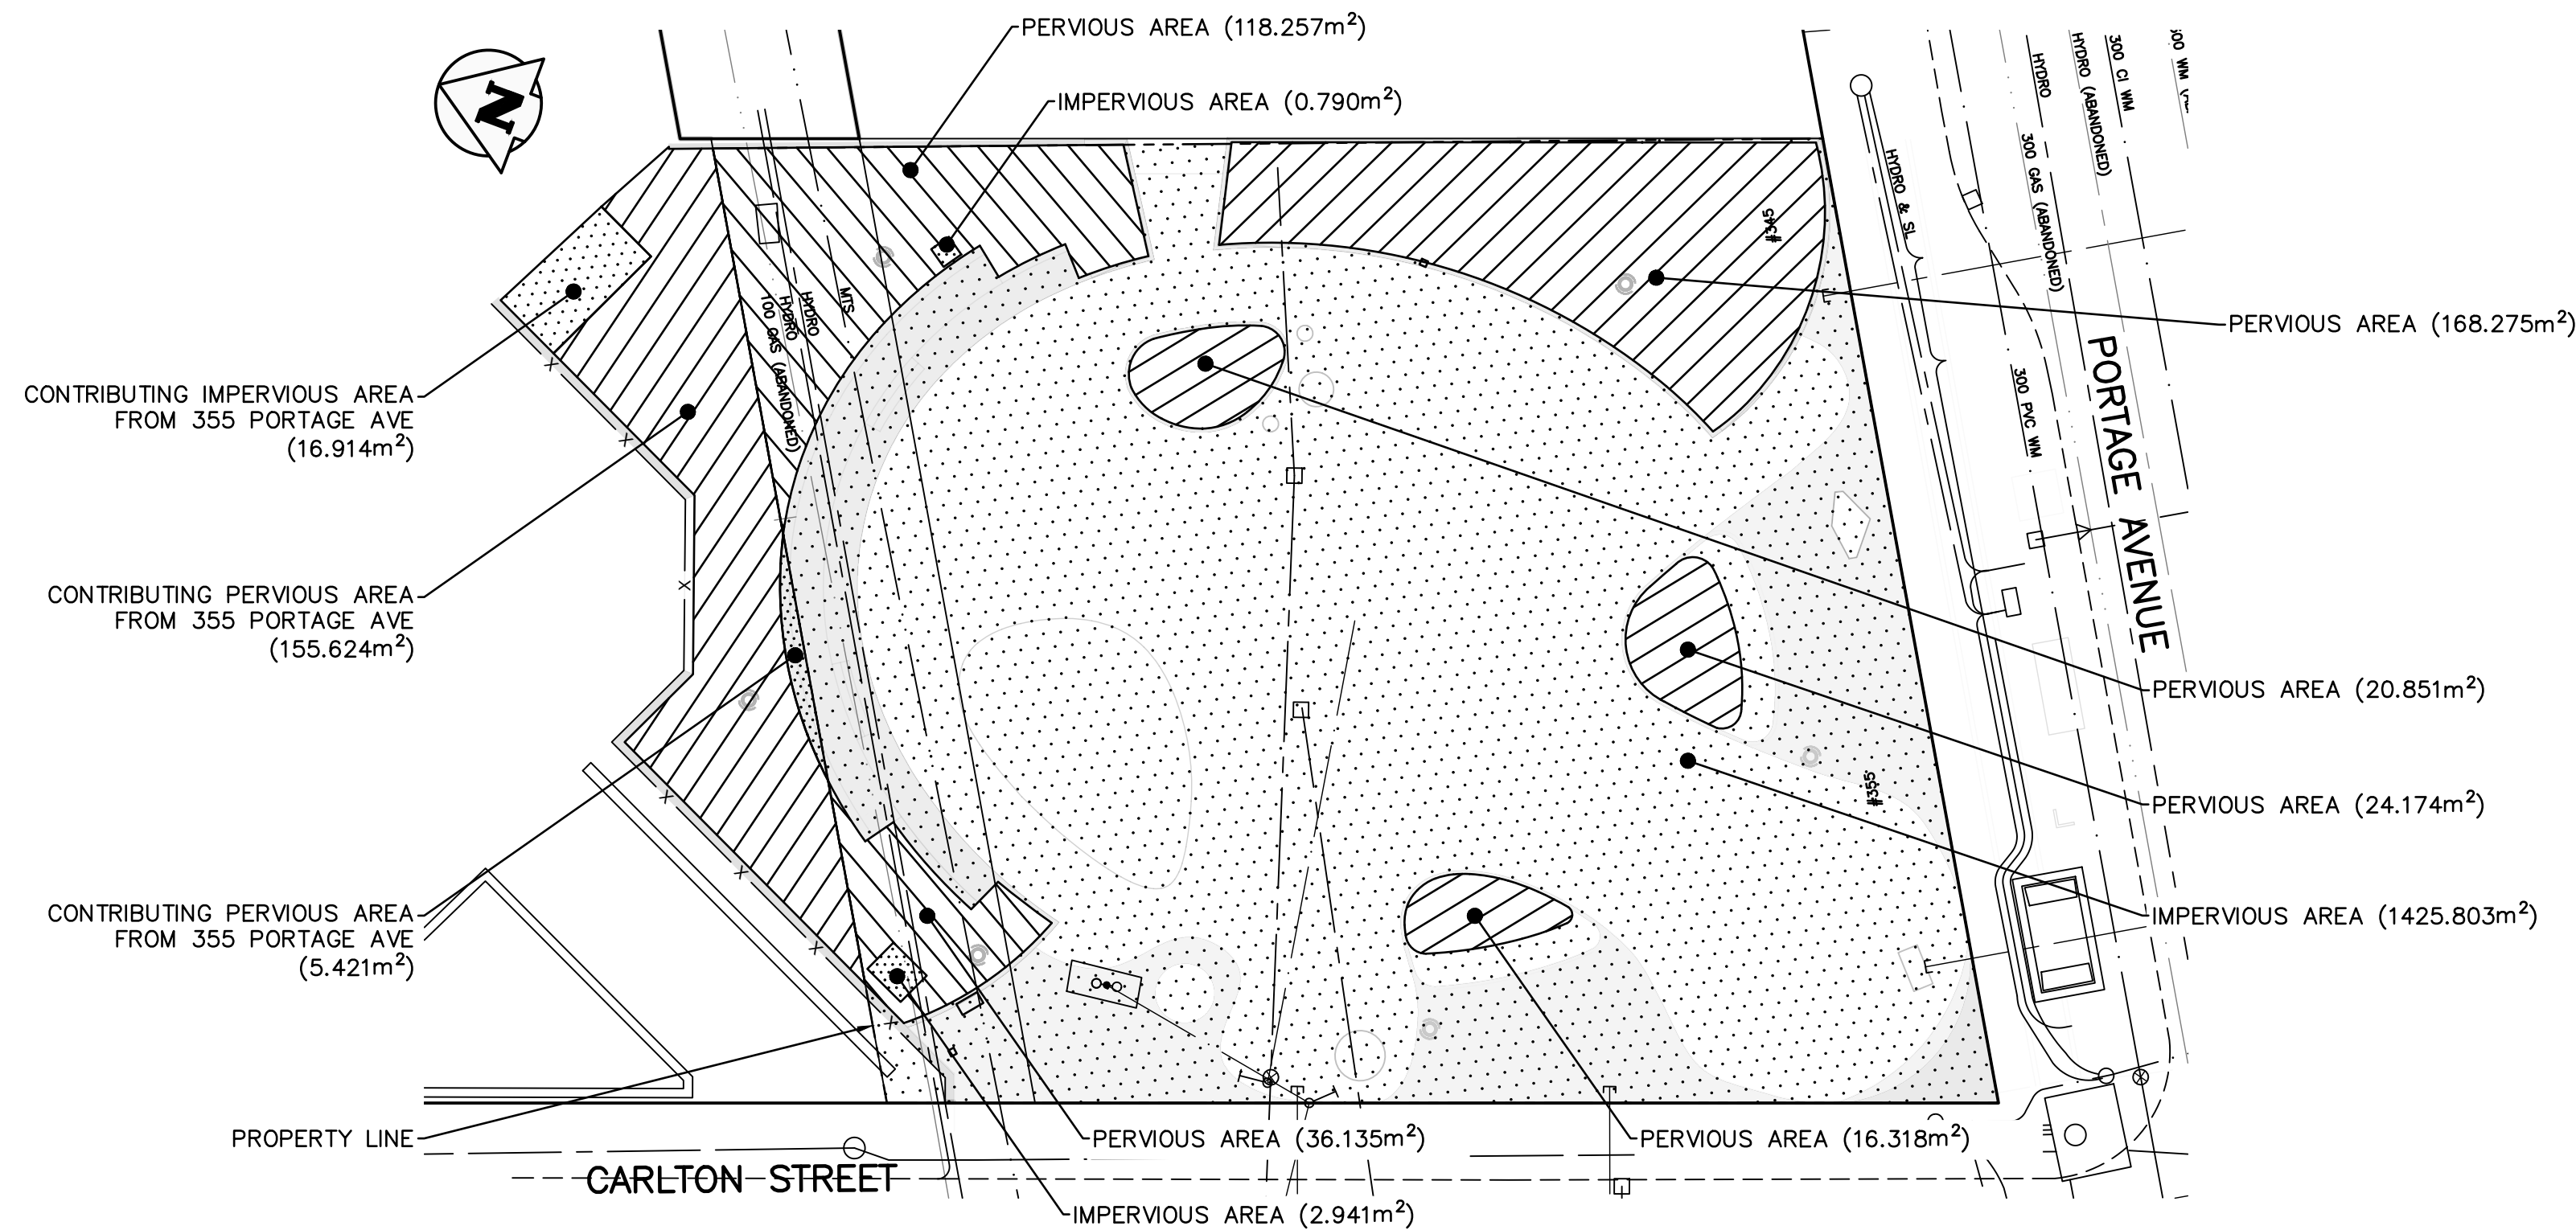 PERVIOUS AREA (118.257m²)
IMPERVIOUS AREA (0.790m²)
N
HYDRO
HYDRO (ABANDONED)
300 CI WM
300 GAS (ABANDONED)
HYDRO & SL
#345
PERVIOUS AREA (168.275m²)
MTS
HYDRO
HYDRO
100 GAS (ABANDONED)
PORTAGE AVENUE
300 PVC WM
CONTRIBUTING IMPERVIOUS AREA
FROM 355 PORTAGE AVE
(16.914m²)
CONTRIBUTING PERVIOUS AREA
FROM 355 PORTAGE AVE
(155.624m²)
PERVIOUS AREA (20.851m²)
PERVIOUS AREA (24.174m²)
#355
CONTRIBUTING PERVIOUS AREA
FROM 355 PORTAGE AVE
(5.421m²)
IMPERVIOUS AREA (1425.803m²)
PROPERTY LINE
PERVIOUS AREA (36.135m²)
PERVIOUS AREA (16.318m²)
CARLTON STREET
IMPERVIOUS AREA (2.941m²)